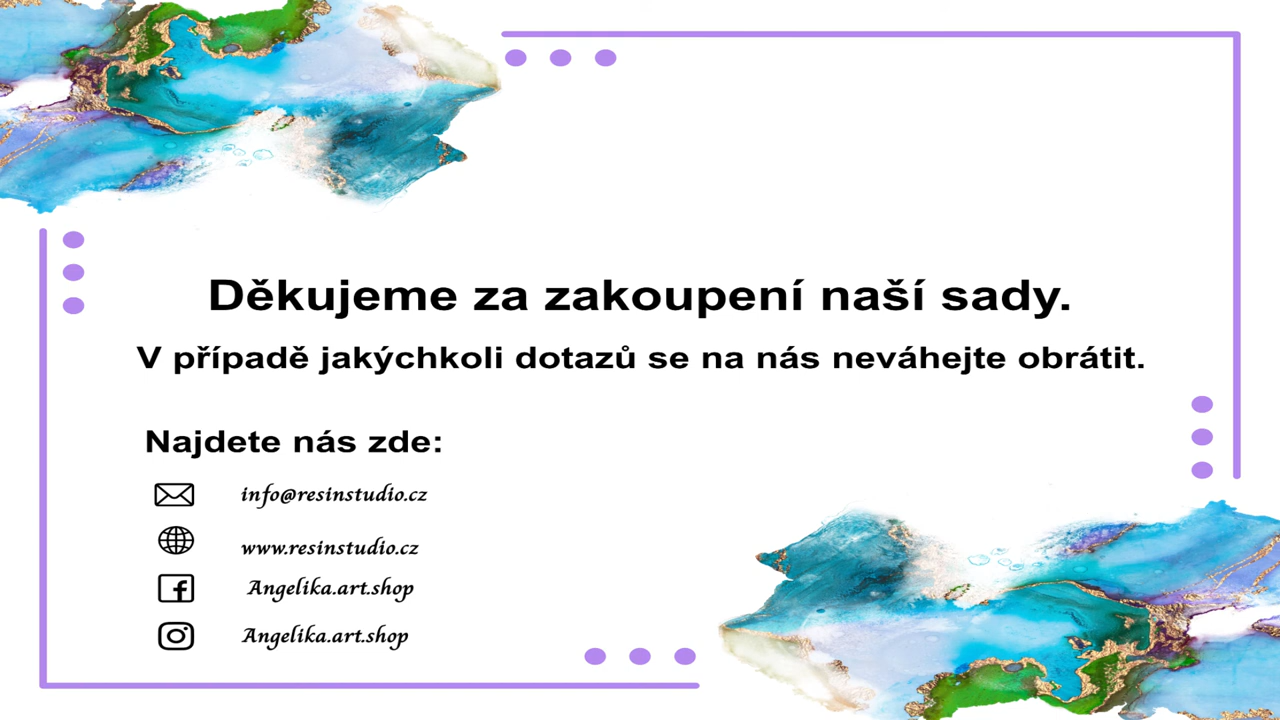 Děkujeme za zakoupení naší sady.
V případě jakýchkoli dotazů se na nás neváhejte obrátit.
Najdete nás zde:
info@resinstudio.cz
www.resinstudio.cz
Angelika.art.shop
Angelika.art.shop